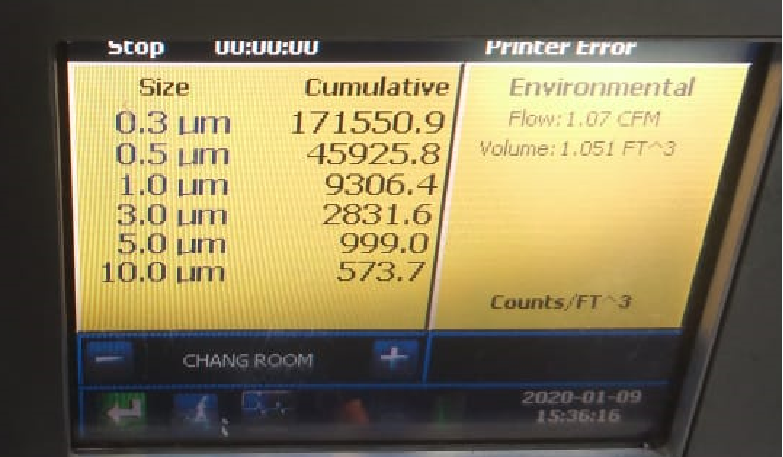 Stop 00:00:00 Printer Error
Size Cumulative
0.3 µm 171550.9
0.5 µm 45925.8
1.0 µm 9306.4
3.0 µm 2831.6
5.0 µm 999.0
10.0 µm 573.7
Environmental
Flow: 1.07 CFM
Volume: 1.051 FT^3
Counts/FT^3
CHANG ROOM
2020-01-09
15:36:16